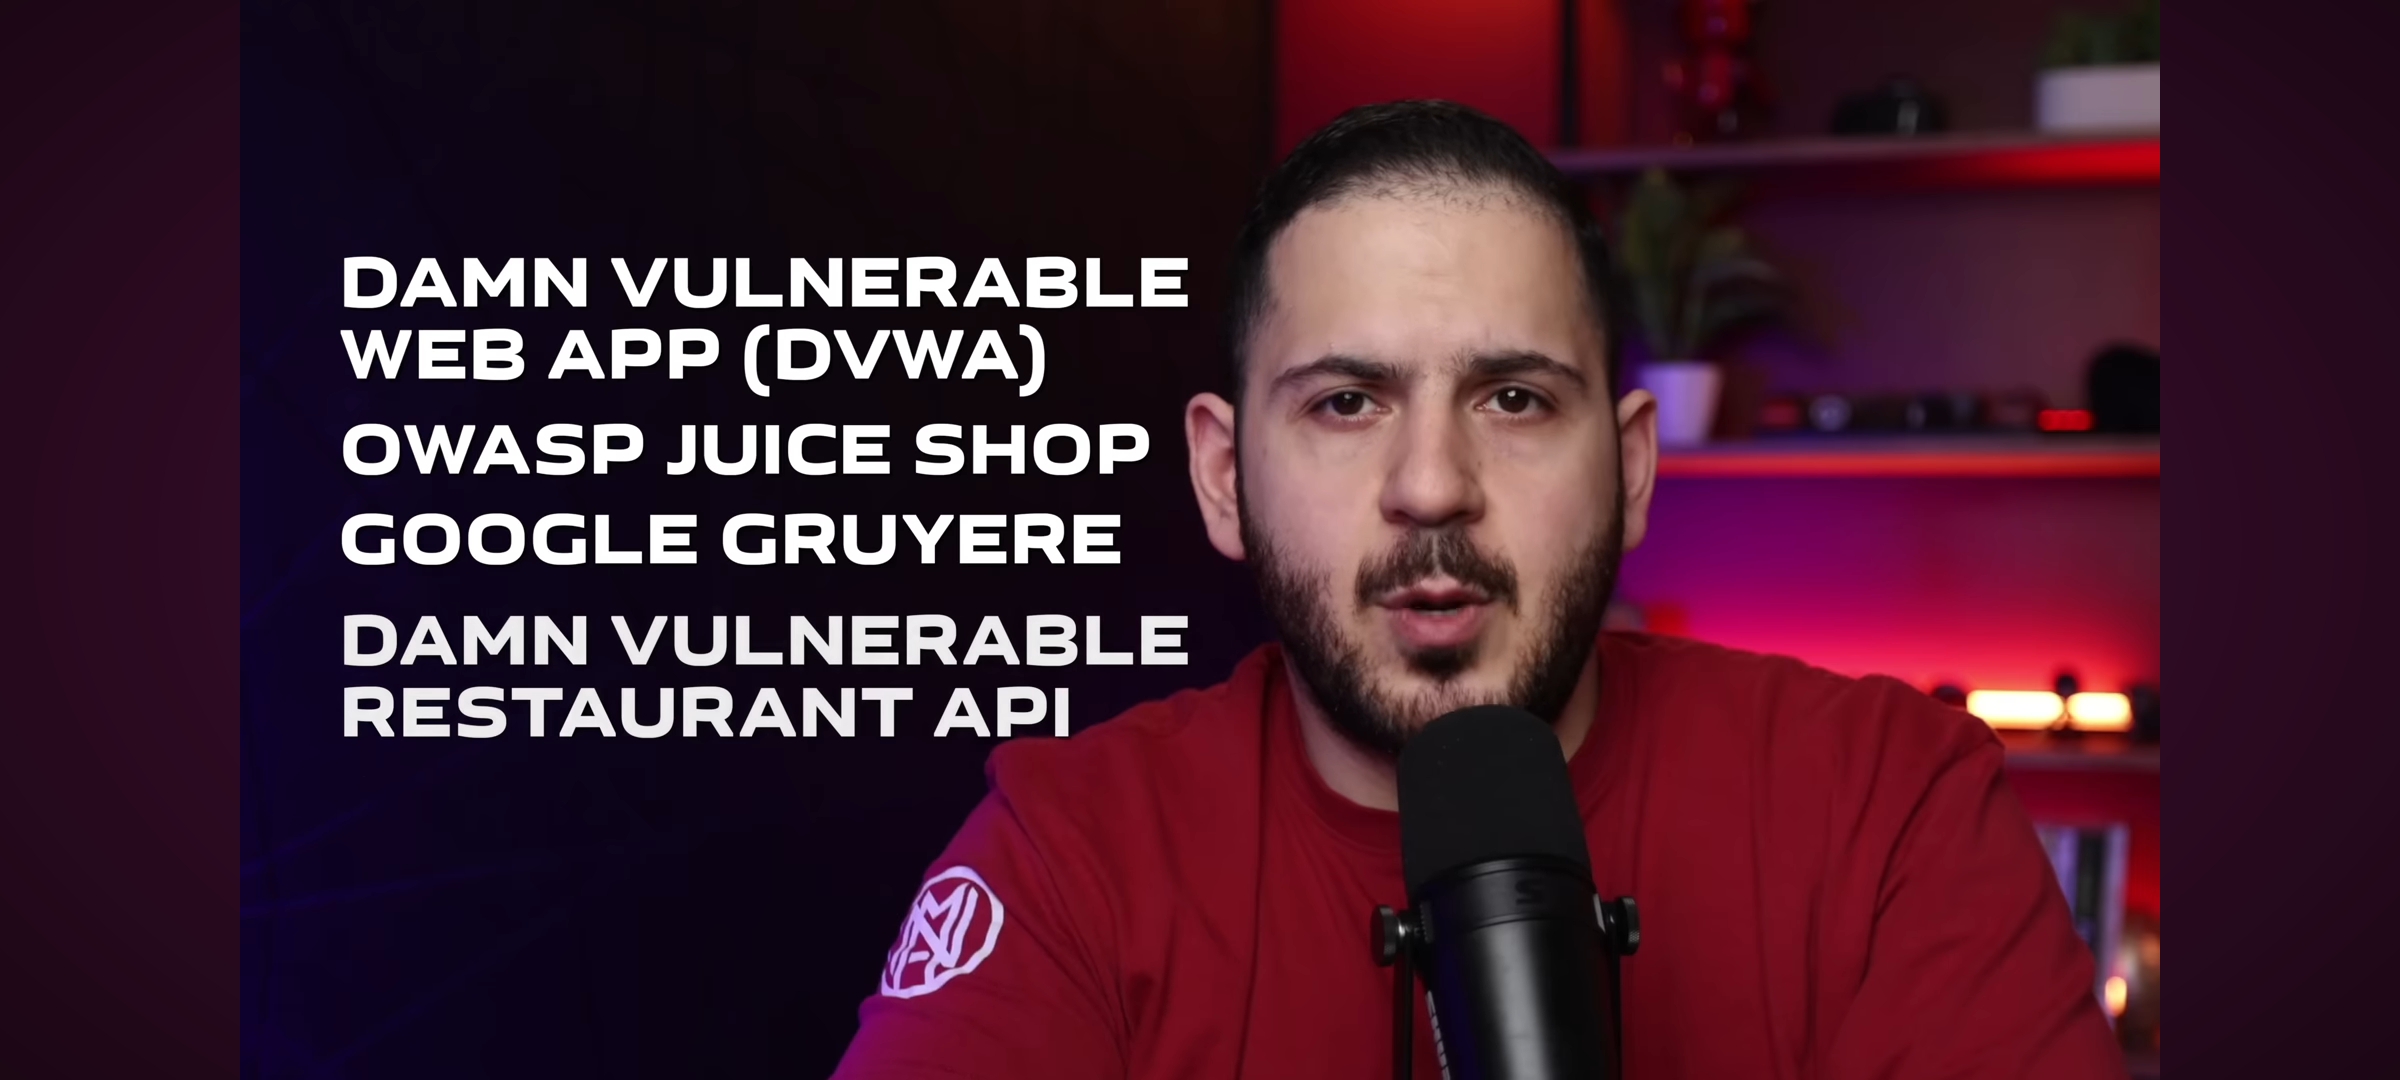 DAMN VULNERABLE
WEB APP (DVWA)
OWASP JUICE SHOP
GOOGLE GRUYERE
DAMN VULNERABLE
RESTAURANT API